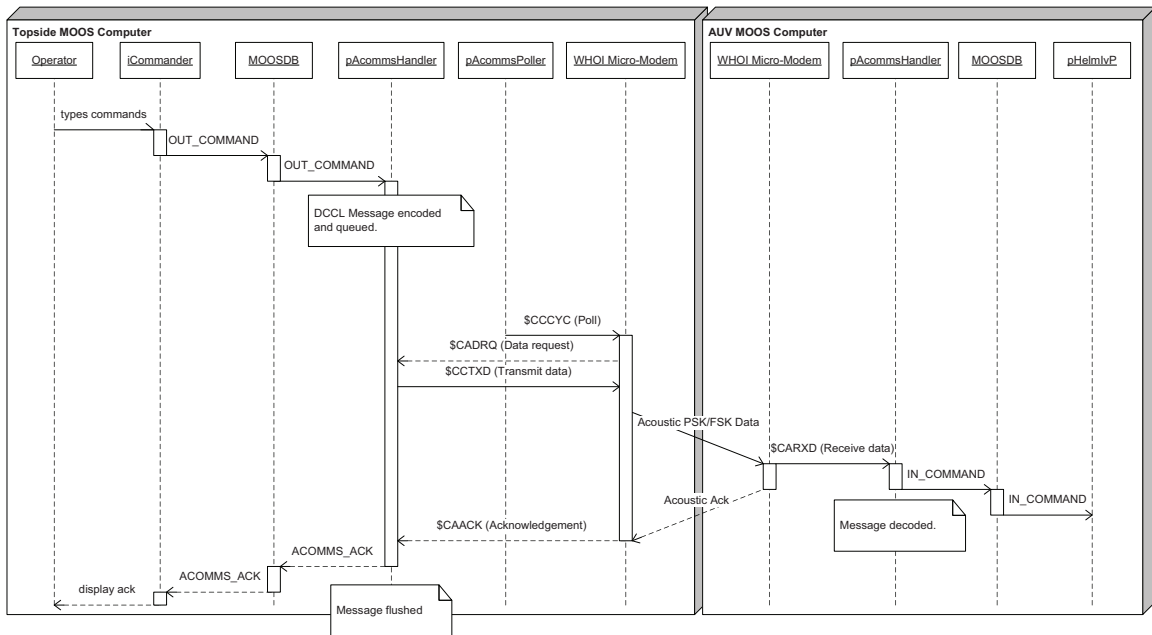 Topside MOOS Computer
AUV MOOS Computer
Operator
iCommander
MOOSDB
pAcommsHandler
pAcommsPoller
WHOI Micro-Modem
WHOI Micro-Modem
pAcommsHandler
MOOSDB
pHelmIvP
types commands
OUT_COMMAND
OUT_COMMAND
DCCL Message encoded
and queued.
$CCCYC (Poll)
$CADRQ (Data request)
$CCTXD (Transmit data)
Acoustic PSK/FSK Data
$CARXD (Receive data)
IN_COMMAND
IN_COMMAND
Acoustic Ack
Message decoded.
$CAACK (Acknowledgement)
ACOMMS_ACK
ACOMMS_ACK
display ack
Message flushed